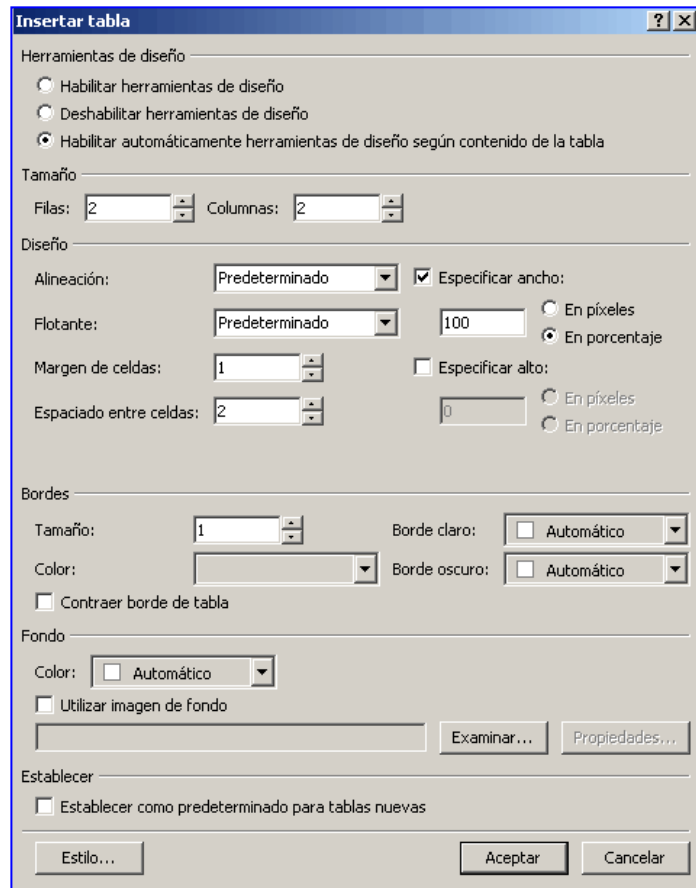 Insertar tabla
Herramientas de diseño
Habilitar herramientas de diseño
Deshabilitar herramientas de diseño
Habilitar automáticamente herramientas de diseño según contenido de la tabla
Tamaño
Filas: 2 Columnas: 2
Diseño
Alineación: Predeterminado Especificar ancho:
En píxeles
Flotante: Predeterminado 100
En porcentaje
Margen de celdas: 1 Especificar alto:
En píxeles
Espaciado entre celdas: 2 0
En porcentaje
Bordes
Tamaño: 1 Borde claro: Automático
Color: Borde oscuro: Automático
Contraer borde de tabla
Fondo
Color: Automático
Utilizar imagen de fondo
Examinar... Propiedades...
Establecer
Establecer como predeterminado para tablas nuevas
Estilo... Aceptar Cancelar